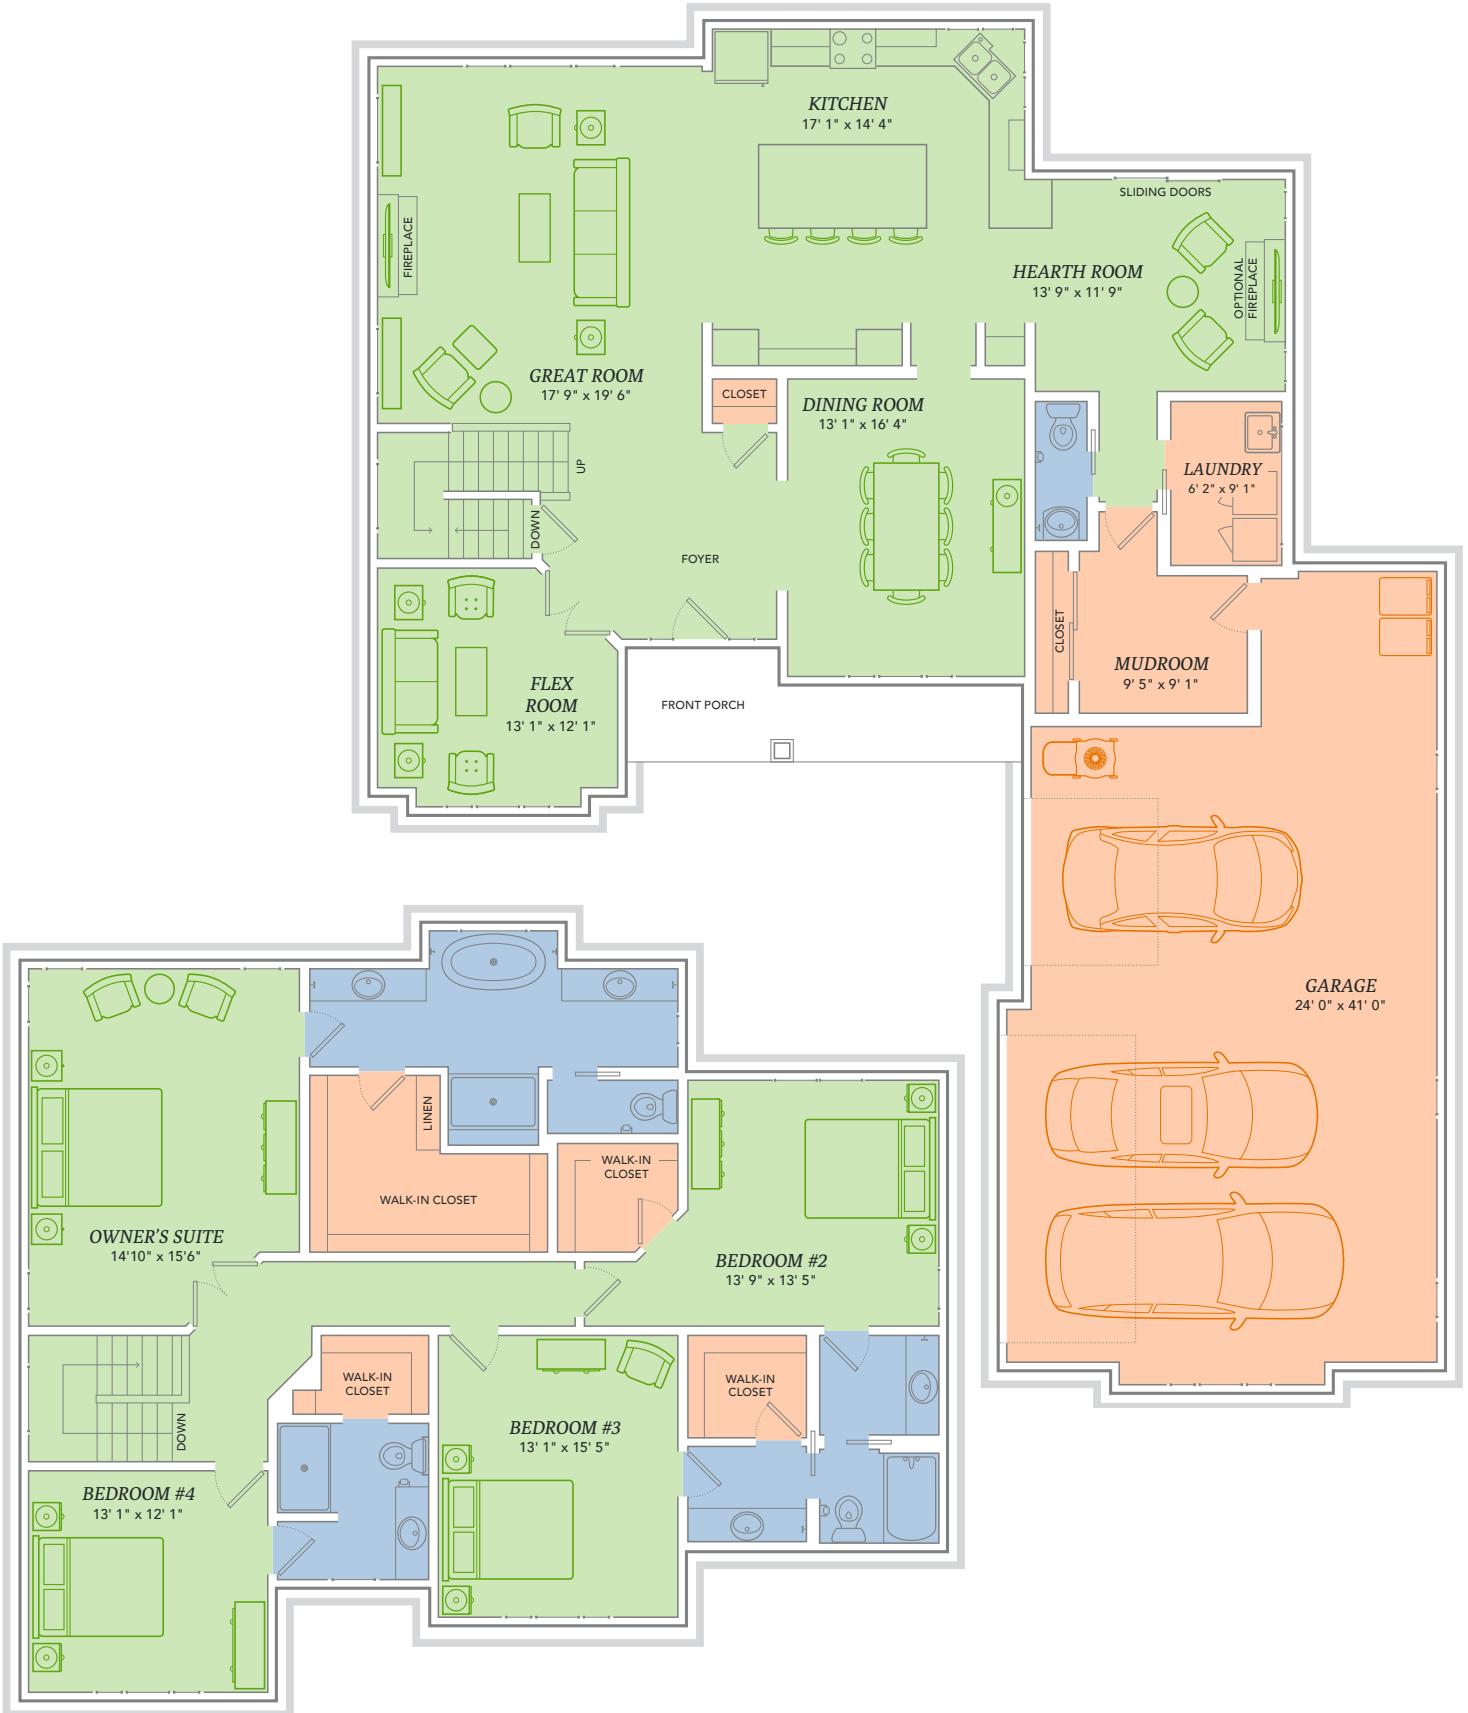 KITCHEN
17' 1" x 14' 4"
SLIDING DOORS
FIREPLACE
HEARTH ROOM
13' 9" x 11' 9"
OPTIONAL
FIREPLACE
GREAT ROOM
17' 9" x 19' 6"
CLOSET
DINING ROOM
13' 1" x 16' 4"
UP
LAUNDRY
6' 2" x 9' 1"
DOWN
FOYER
CLOSET
MUDROOM
9' 5" x 9' 1"
FLEX
ROOM
13' 1" x 12' 1"
FRONT PORCH
GARAGE
24' 0" x 41' 0"
LINEN
WALK-IN
CLOSET
WALK-IN CLOSET
OWNER'S SUITE
14'10" x 15'6"
BEDROOM #2
13' 9" x 13' 5"
WALK-IN
CLOSET
WALK-IN
CLOSET
DOWN
BEDROOM #3
13' 1" x 15' 5"
BEDROOM #4
13' 1" x 12' 1"